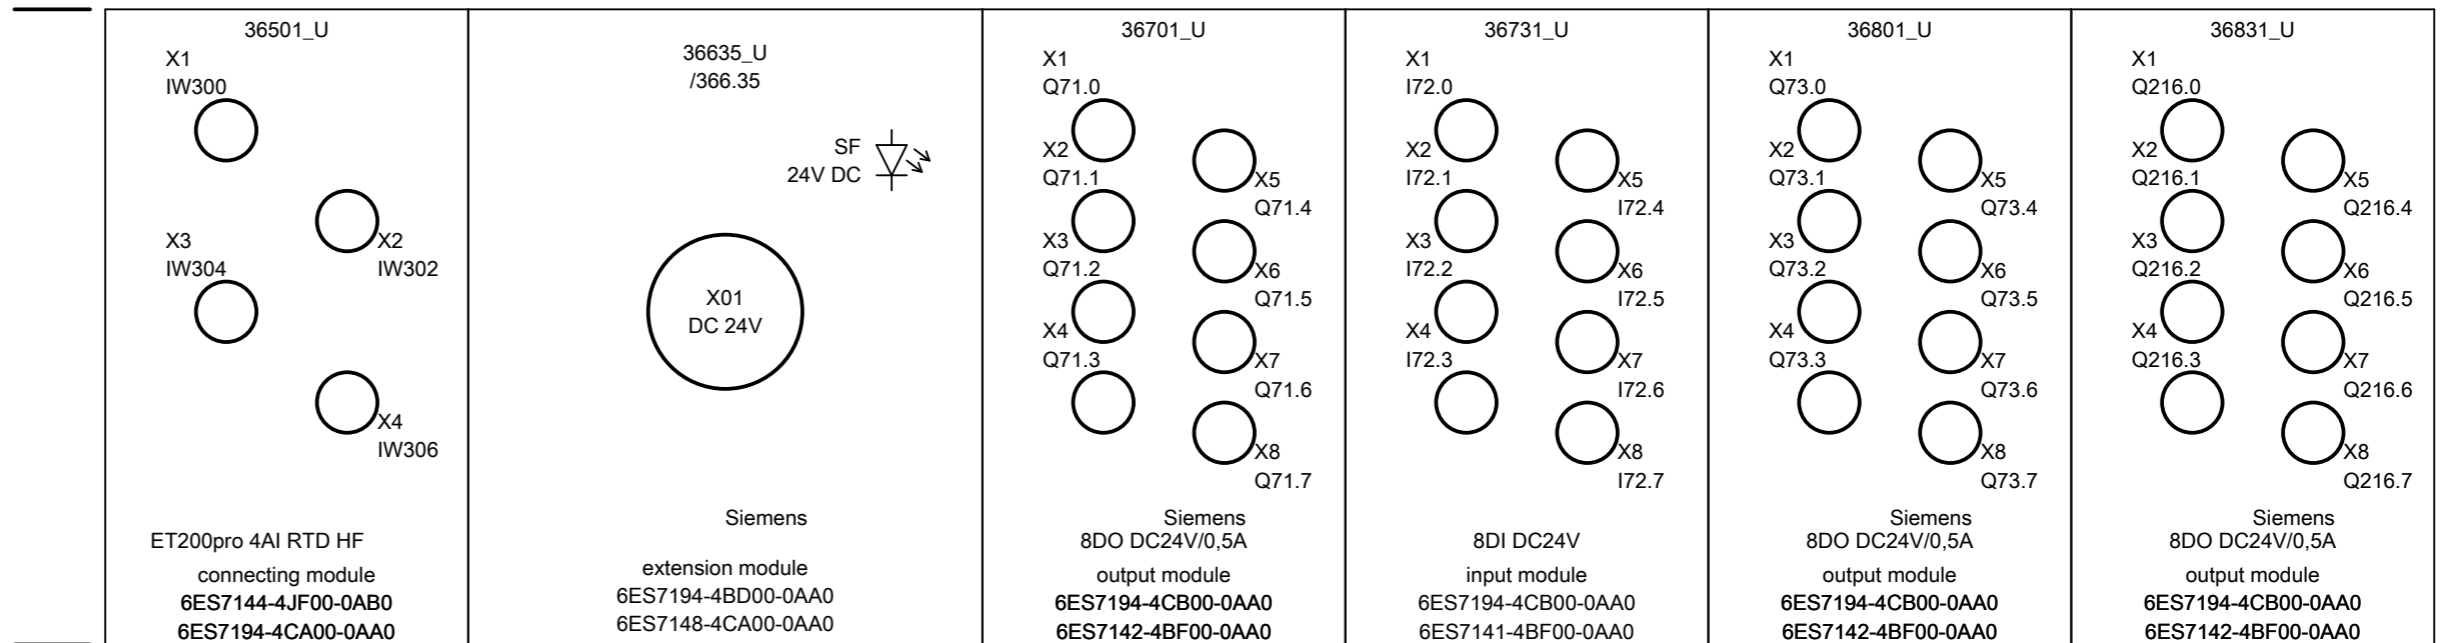 36501_U
X1
IW300
X2
IW302
X3
IW304
X4
IW306
ET200pro 4AI RTD HF
connecting module
6ES7144-4JF00-0AB0
6ES7194-4CA00-0AA0
36635_U
/366.35
SF
24V DC
X01
DC 24V
Siemens
extension module
6ES7194-4BD00-0AA0
6ES7148-4CA00-0AA0
36701_U
X1
Q71.0
X2
Q71.1
X3
Q71.2
X4
Q71.3
X5
Q71.4
X6
Q71.5
X7
Q71.6
X8
Q71.7
Siemens
8DO DC24V/0,5A
output module
6ES7194-4CB00-0AA0
6ES7142-4BF00-0AA0
36731_U
X1
I72.0
X2
I72.1
X3
I72.2
X4
I72.3
X5
I72.4
X6
I72.5
X7
I72.6
X8
I72.7
8DI DC24V
input module
6ES7194-4CB00-0AA0
6ES7141-4BF00-0AA0
36801_U
X1
Q73.0
X2
Q73.1
X3
Q73.2
X4
Q73.3
X5
Q73.4
X6
Q73.5
X7
Q73.6
X8
Q73.7
Siemens
8DO DC24V/0,5A
output module
6ES7194-4CB00-0AA0
6ES7142-4BF00-0AA0
36831_U
X1
Q216.0
X2
Q216.1
X3
Q216.2
X4
Q216.3
X5
Q216.4
X6
Q216.5
X7
Q216.6
X8
Q216.7
Siemens
8DO DC24V/0,5A
output module
6ES7194-4CB00-0AA0
6ES7142-4BF00-0AA0